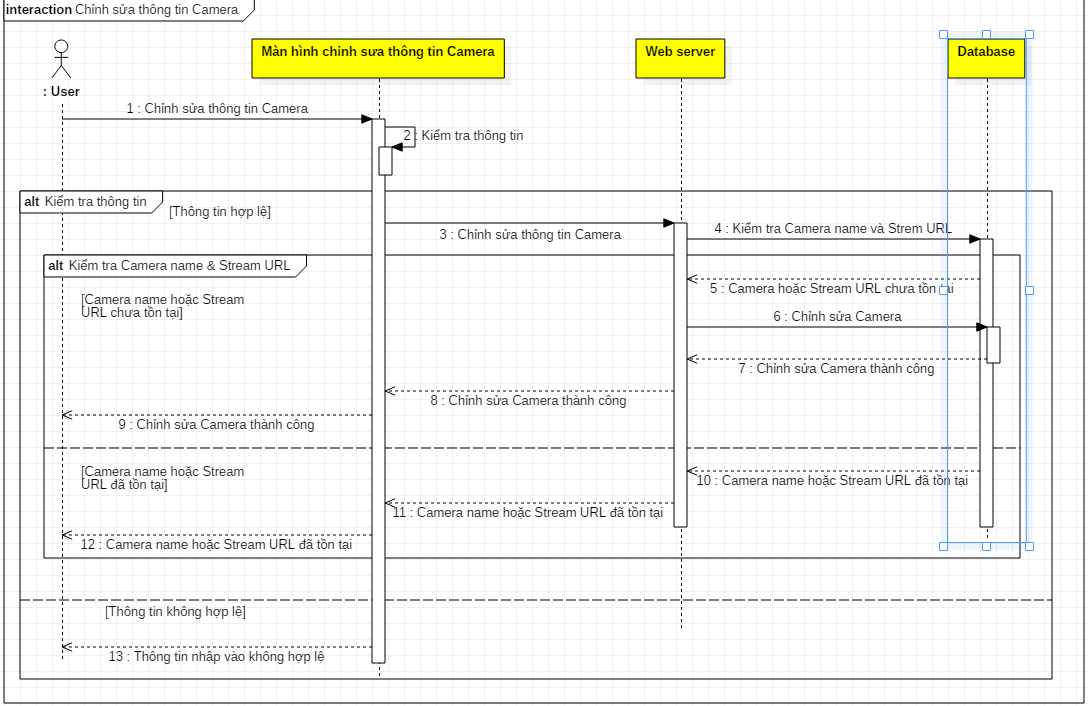 interaction Chỉnh sửa thông tin Camera
Màn hình chỉnh sưa thông tin Camera
Web server
Database
: User
1 : Chỉnh sửa thông tin Camera
2 : Kiểm tra thông tin
alt Kiểm tra thông tin
[Thông tin hợp lệ]
3 : Chỉnh sửa thông tin Camera
4 : Kiểm tra Camera name và Strem URL
alt Kiểm tra Camera name & Stream URL
5 : Camera hoặc Stream URL chưa tồn tại
[Camera name hoặc Stream
URL chưa tồn tại]
6 : Chỉnh sửa Camera
7 : Chỉnh sửa Camera thành công
8 : Chỉnh sửa Camera thành công
9 : Chỉnh sửa Camera thành công
[Camera name hoặc Stream
URL đã tồn tại]
10 : Camera name hoặc Stream URL đã tồn tại
11 : Camera name hoặc Stream URL đã tồn tại
12 : Camera name hoặc Stream URL đã tồn tại
[Thông tin không hợp lệ]
13 : Thông tin nhập vào không hợp lệ